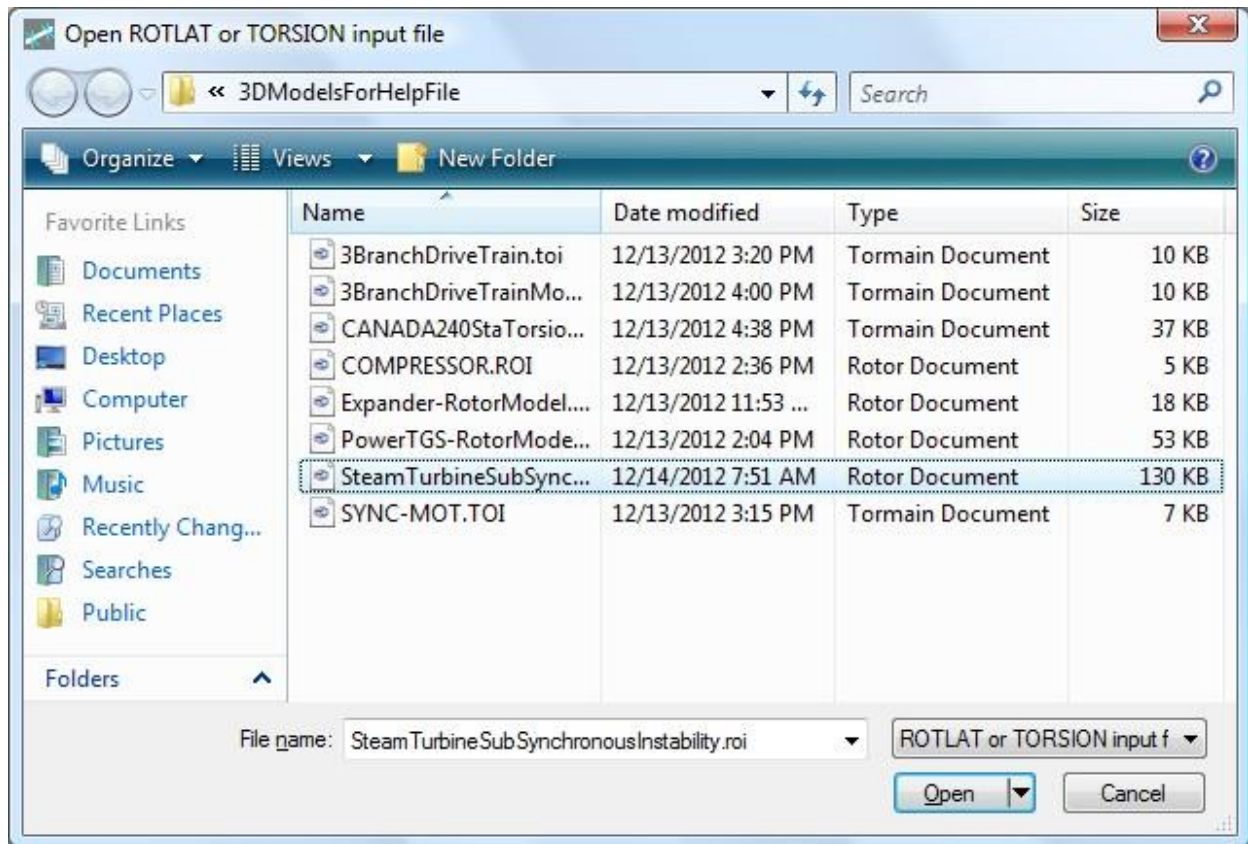 Open ROTLAT or TORSION input file
« 3DModelsForHelpFile Search
Organize Views New Folder
Favorite Links
Documents
Recent Places
Desktop
Computer
Pictures
Music
Recently Chang...
Searches
Public
Folders
Name Date modified Type Size
3BranchDriveTrain.toi 12/13/2012 3:20 PM Tormain Document 10 KB
3BranchDriveTrainMo... 12/13/2012 4:00 PM Tormain Document 10 KB
CANADA240StaTorsio... 12/13/2012 4:38 PM Tormain Document 37 KB
COMPRESSOR.ROI 12/13/2012 2:36 PM Rotor Document 5 KB
Expander-RotorModel.... 12/13/2012 11:53 ... Rotor Document 18 KB
PowerTGS-RotorMode... 12/13/2012 2:04 PM Rotor Document 53 KB
SteamTurbineSubSync... 12/14/2012 7:51 AM Rotor Document 130 KB
SYNC-MOT.TOI 12/13/2012 3:15 PM Tormain Document 7 KB
File name: SteamTurbineSubSynchronousInstability.roi ROTLAT or TORSION input f
Open Cancel